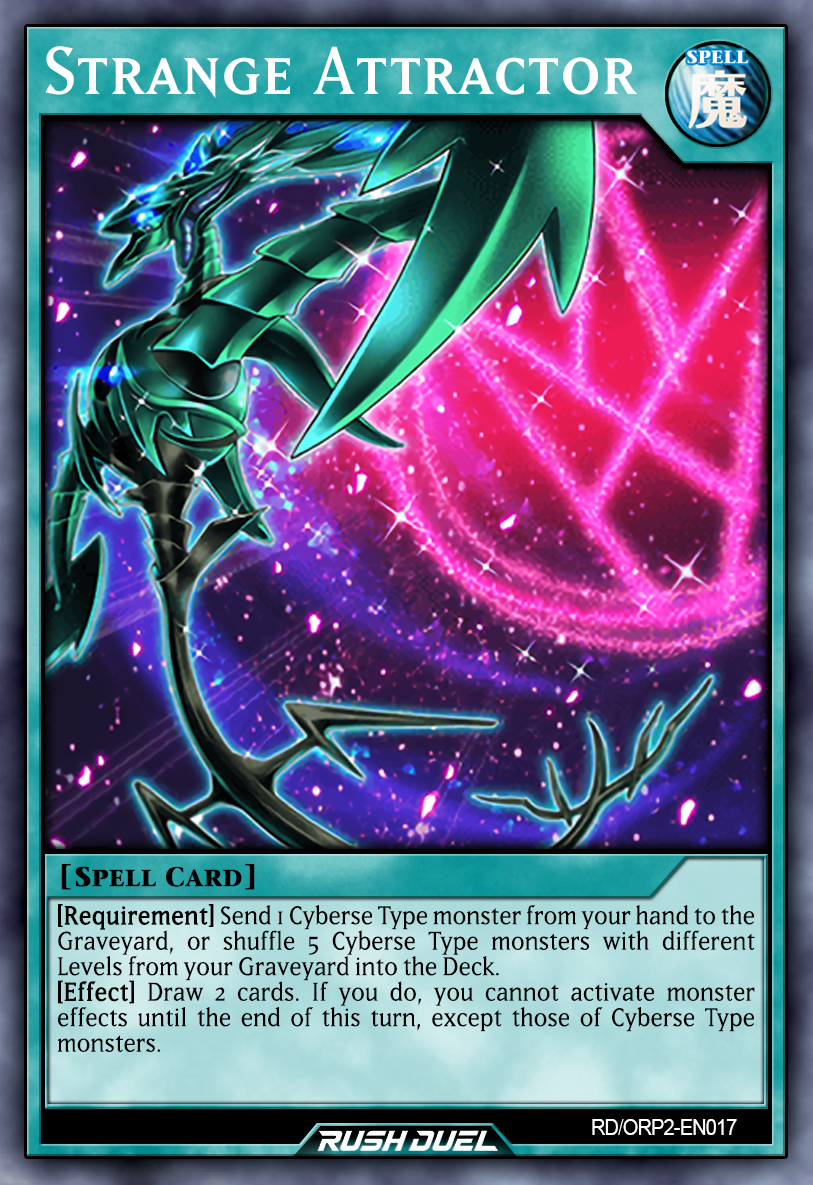 Strange Attractor
SPELL
魔
[Spell Card]
[Requirement] Send 1 Cyberse Type monster from your hand to the
Graveyard, or shuffle 5 Cyberse Type monsters with different
Levels from your Graveyard into the Deck.
[Effect] Draw 2 cards. If you do, you cannot activate monster
effects until the end of this turn, except those of Cyberse Type
monsters.
RUSH DUEL
RD/ORP2-EN017